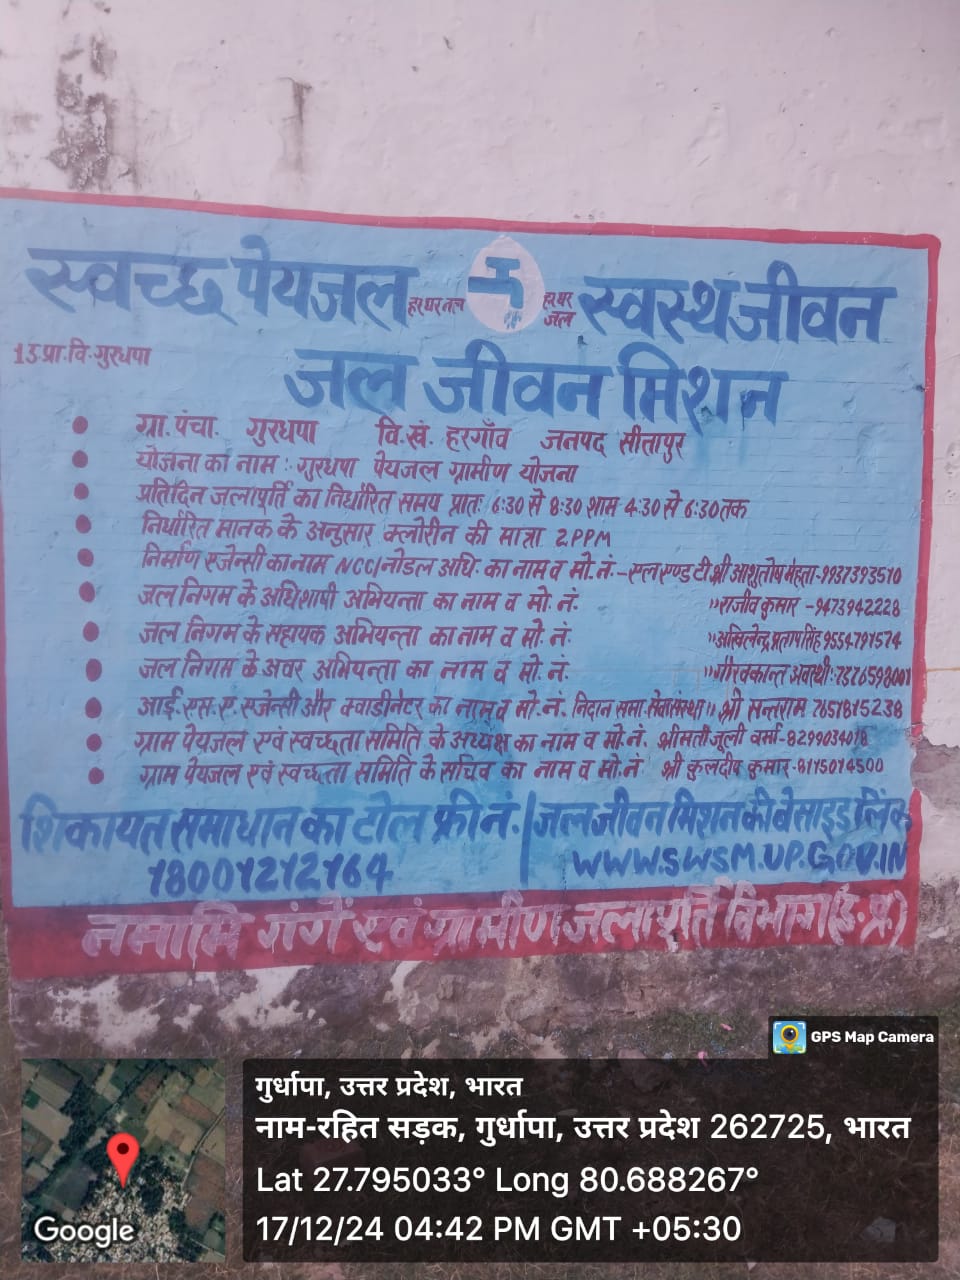 स्वच्छ पेयजल हर घर नल हर घर जल स्वस्थ जीवन
15 प्रा. वि. गुरधपा
जल जीवन मिशन
ग्रा. पंचा. गुरधपा वि.खं. हरगाँव जनपद सीतापुर
योजना का नाम : गुरधपा पेयजल ग्रामीण योजना
प्रतिदिन जलापूर्ति का निर्धारित समय प्रातः 6:30 से 8:30 शाम 4:30 से 6:30 तक
निर्धारित मानक के अनुसार क्लोरीन की मात्रा 2.PPM
निर्माण एजेन्सी का नाम NCC/नोडल अधि. का नाम व मो.नं.-एल एण्ड टी श्री आशुतोष मेहता-9937393510
जल निगम के अधिशाषी अभियन्ता का नाम व मो.नं. ,, राजीव कुमार -9473942228
जल निगम के सहायक अभियन्ता का नाम व मो.नं. ,, अखिलेन्द्र प्रताप सिंह 9554791574
जल निगम के अवर अभियन्ता का नाम व मो.नं. ,, गौरवकान्त अवस्थी:
आई.एस.ए. एजेन्सी और क्वाडीनेटर का नाम व मो.नं. निदान समा. सेवा संस्था ,, श्री सन्तराम 7651815238
ग्राम पेयजल एवं स्वच्छता समिति के अध्यक्ष का नाम व मो.नं. श्रीमती जूली वर्मा-8299034018
ग्राम पेयजल एवं स्वच्छता समिति के सचिव का नाम व मो.नं. श्री कुलदीप कुमार-8115014500
शिकायत समाधान का टोल फ्री नं. | जल जीवन मिशन की वेसाइड लिंक
18001212164 WWW.SWSM.UP.GOV.IN
नमामि गंगे एवं ग्रामीण जलापूर्ति विभाग (उ.प्र.)
GPS Map Camera
गुर्धापा, उत्तर प्रदेश, भारत
नाम-रहित सड़क, गुर्धापा, उत्तर प्रदेश 262725, भारत
Lat 27.795033° Long 80.688267°
17/12/24 04:42 PM GMT +05:30
Google